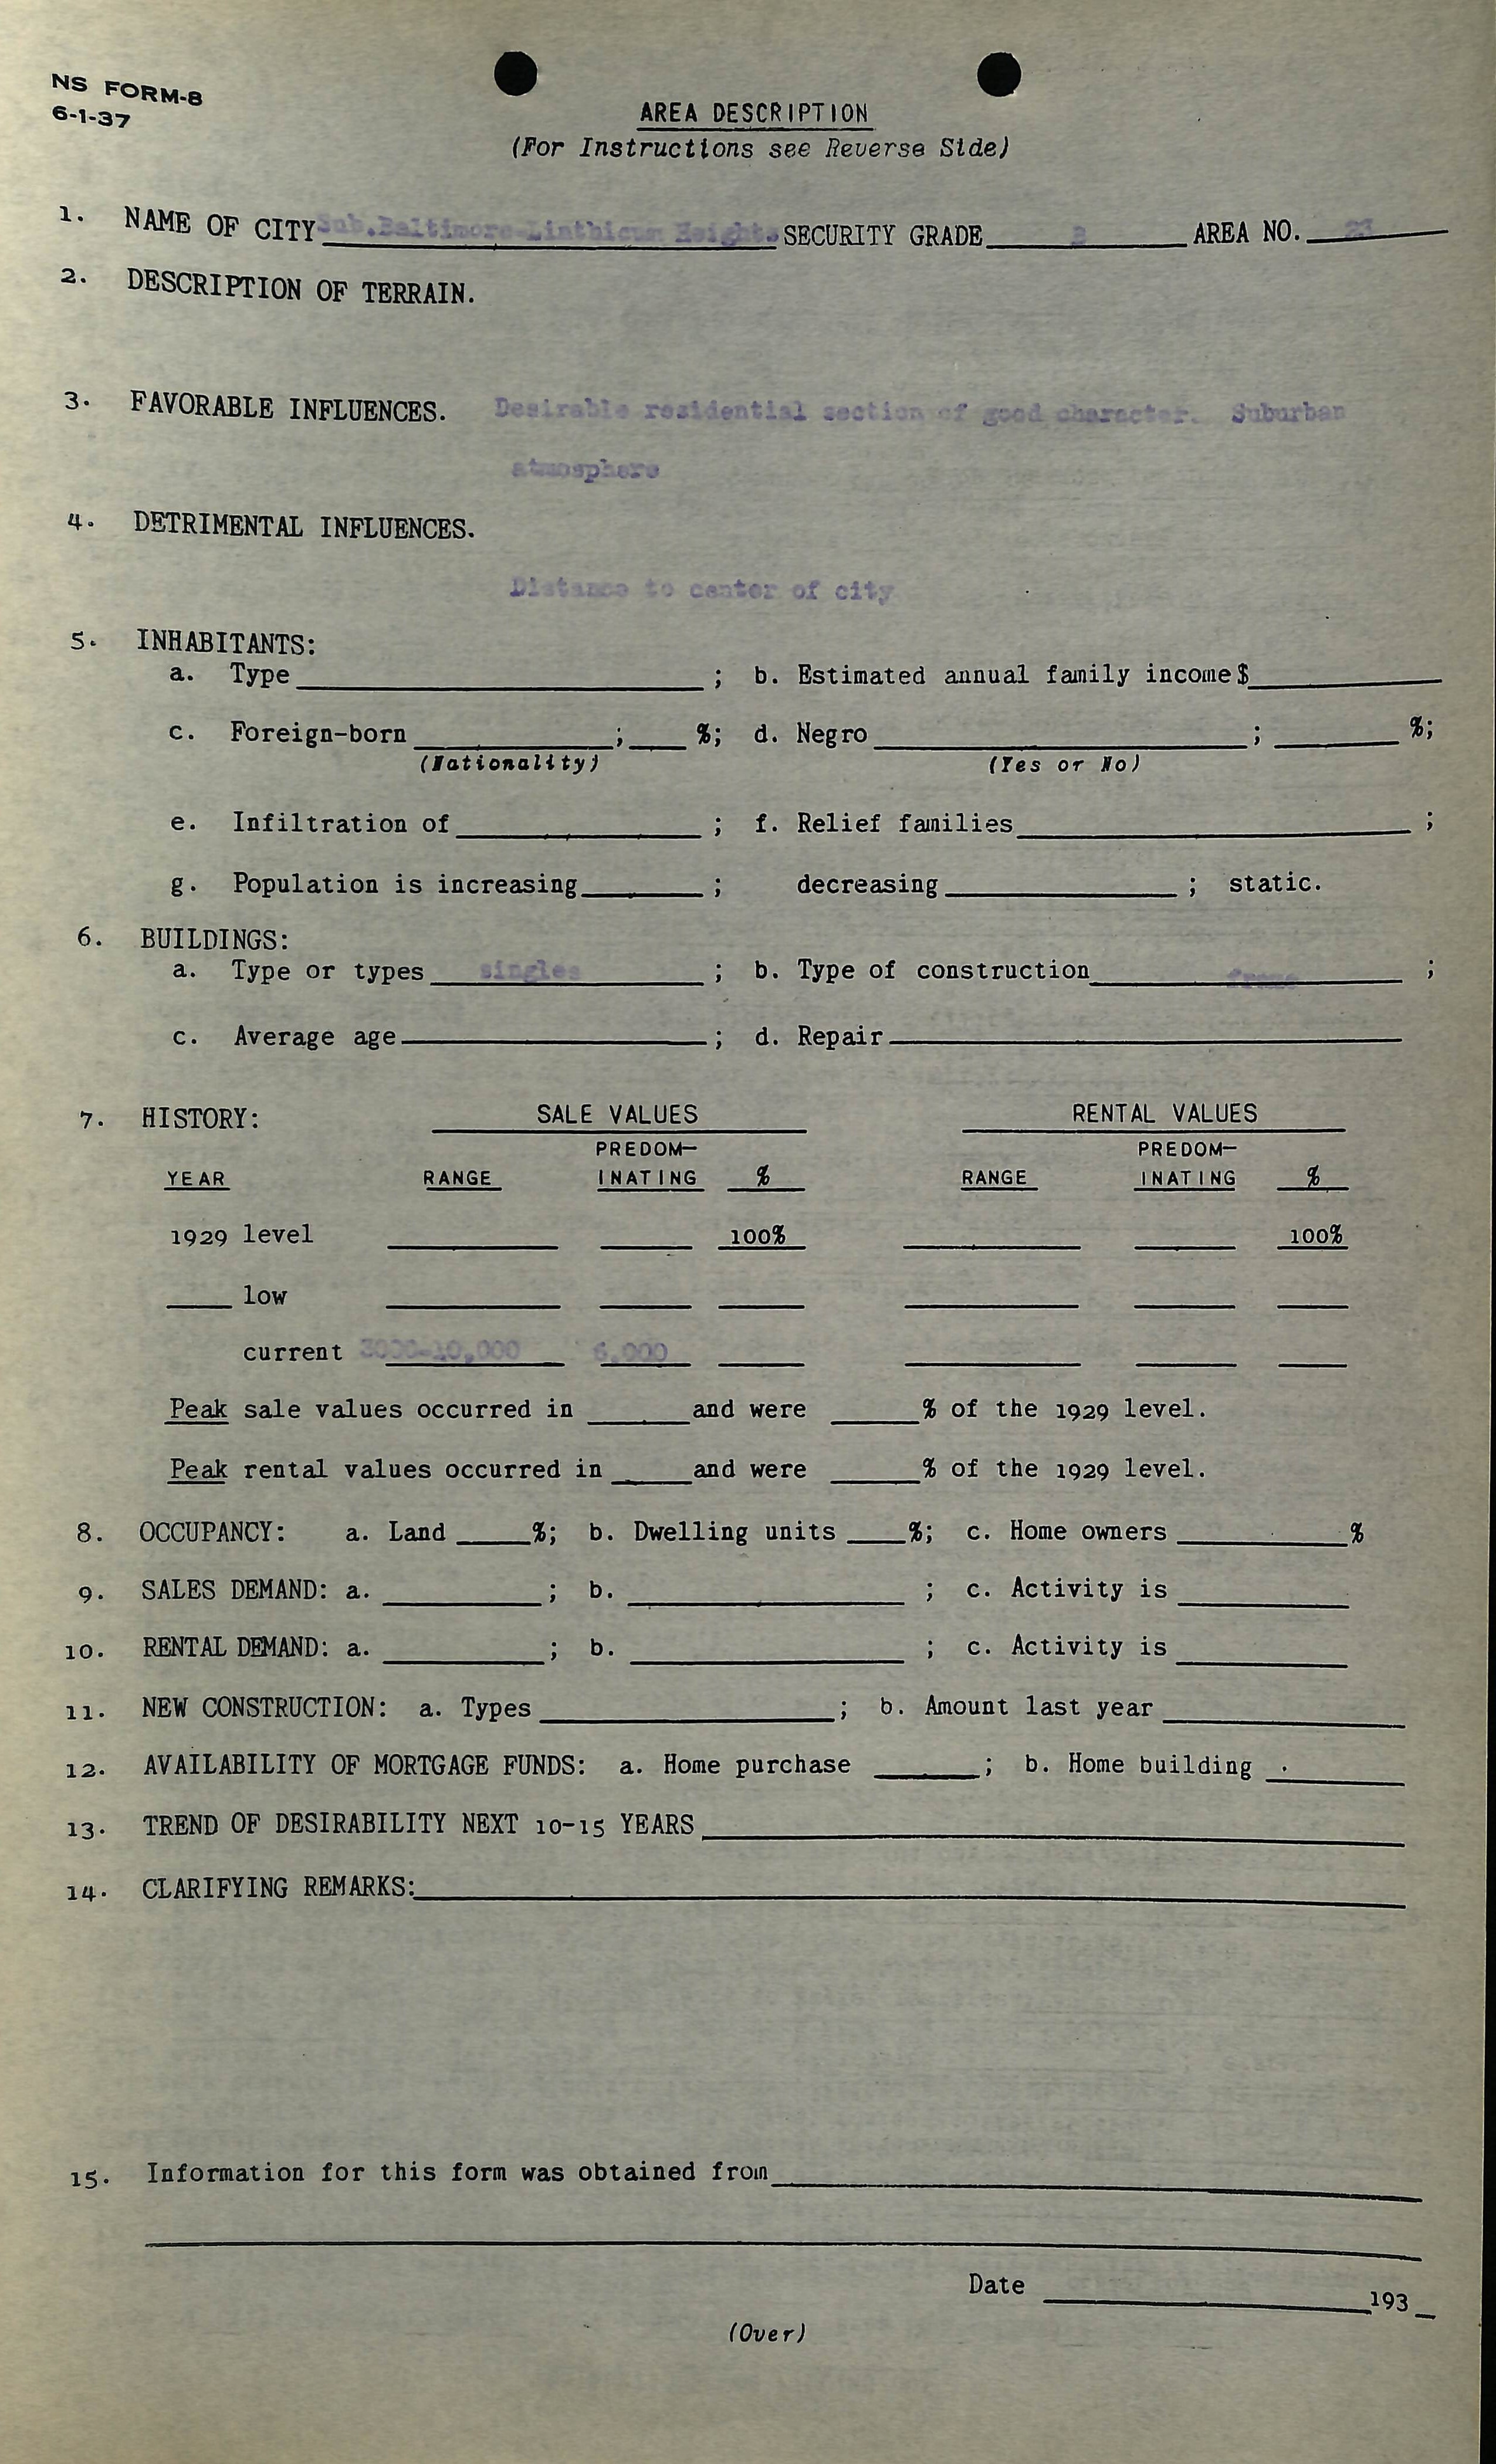 NS FORM-8
6-1-37
AREA DESCRIPTION
(For Instructions see Reverse Side)
1. NAME OF CITY Sub.Baltimore-Linthicum Heights SECURITY GRADE AREA NO. 23
2. DESCRIPTION OF TERRAIN.
3. FAVORABLE INFLUENCES. Desirable residential section of good character. Suburban
atmosphere
4. DETRIMENTAL INFLUENCES.
Distance to center of city
5. INHABITANTS:
a. Type ; b. Estimated annual family income $
c. Foreign-born ; %; d. Negro ; %;
(Nationality) (Yes or No)
e. Infiltration of ; f. Relief families ;
g. Population is increasing ; decreasing ; static.
6. BUILDINGS:
a. Type or types singles ; b. Type of construction frame ;
c. Average age ; d. Repair
7. HISTORY: SALE VALUES RENTAL VALUES
PREDOM- PREDOM-
YEAR RANGE INATING % RANGE INATING %
1929 level 100% 100%
low
current 3000-10,000 6,000
Peak sale values occurred in and were % of the 1929 level.
Peak rental values occurred in and were % of the 1929 level.
8. OCCUPANCY: a. Land %; b. Dwelling units %; c. Home owners %
9. SALES DEMAND: a. ; b. ; c. Activity is
10. RENTAL DEMAND: a. ; b. ; c. Activity is
11. NEW CONSTRUCTION: a. Types ; b. Amount last year
12. AVAILABILITY OF MORTGAGE FUNDS: a. Home purchase ; b. Home building
13. TREND OF DESIRABILITY NEXT 10-15 YEARS
14. CLARIFYING REMARKS:
15. Information for this form was obtained from
Date 193
(Over)